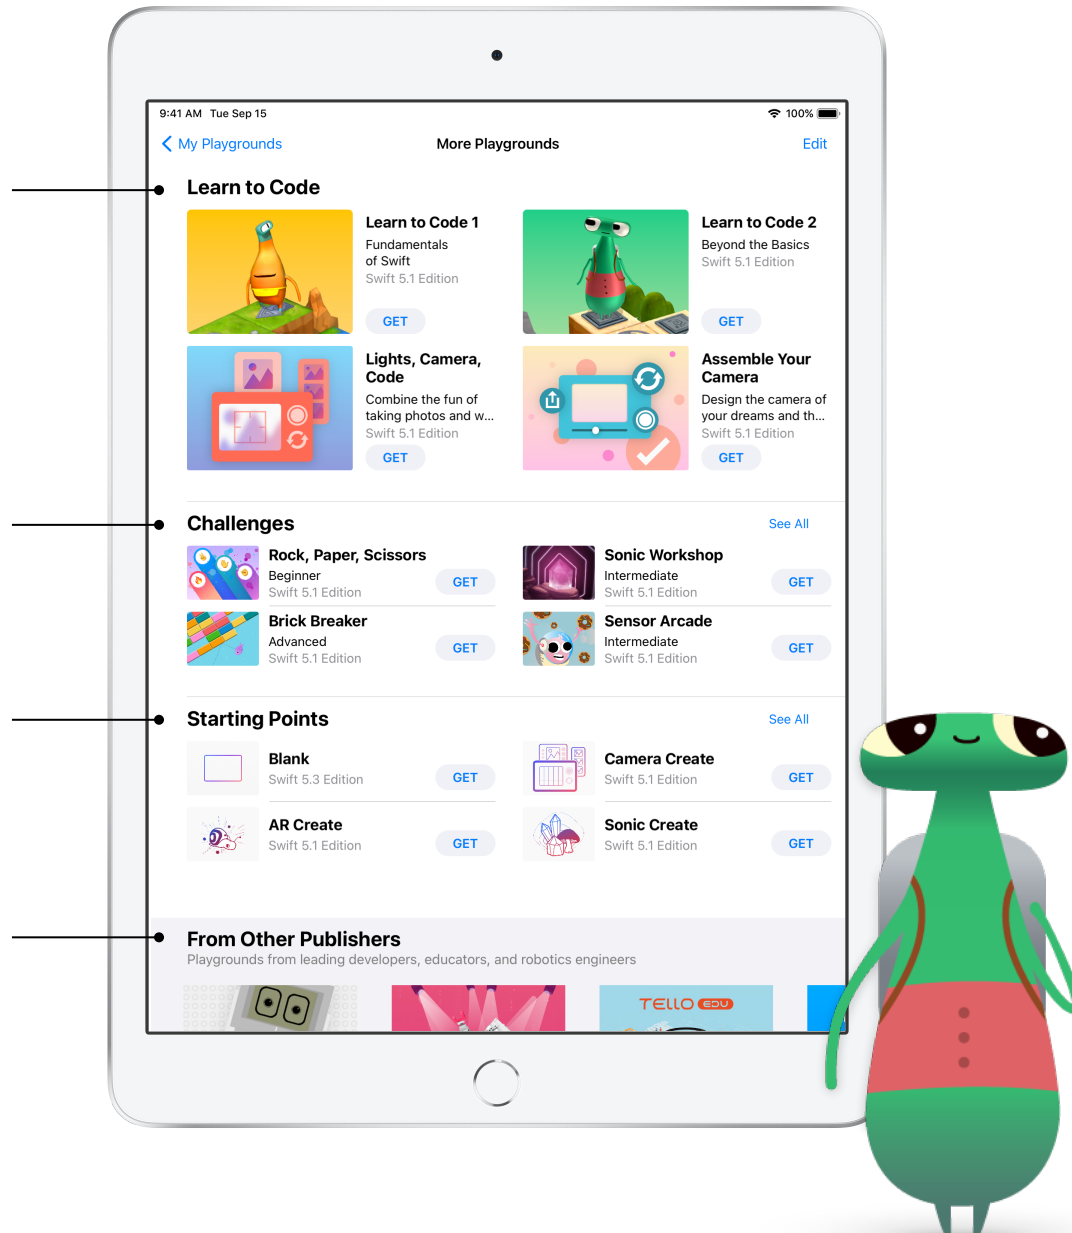 9:41 AM Tue Sep 15
100%
My Playgrounds
More Playgrounds
Edit
Learn to Code
Learn to Code 1
Fundamentals
of Swift
Swift 5.1 Edition
GET
Learn to Code 2
Beyond the Basics
Swift 5.1 Edition
GET
Lights, Camera,
Code
Combine the fun of
taking photos and w...
Swift 5.1 Edition
GET
Assemble Your
Camera
Design the camera of
your dreams and th...
Swift 5.1 Edition
GET
Challenges
See All
Rock, Paper, Scissors
Beginner
Swift 5.1 Edition
GET
Sonic Workshop
Intermediate
Swift 5.1 Edition
GET
Brick Breaker
Advanced
Swift 5.1 Edition
GET
Sensor Arcade
Intermediate
Swift 5.1 Edition
GET
Starting Points
See All
Blank
Swift 5.3 Edition
GET
Camera Create
Swift 5.1 Edition
GET
AR Create
Swift 5.1 Edition
GET
Sonic Create
Swift 5.1 Edition
GET
From Other Publishers
Playgrounds from leading developers, educators, and robotics engineers
TELLO EDU